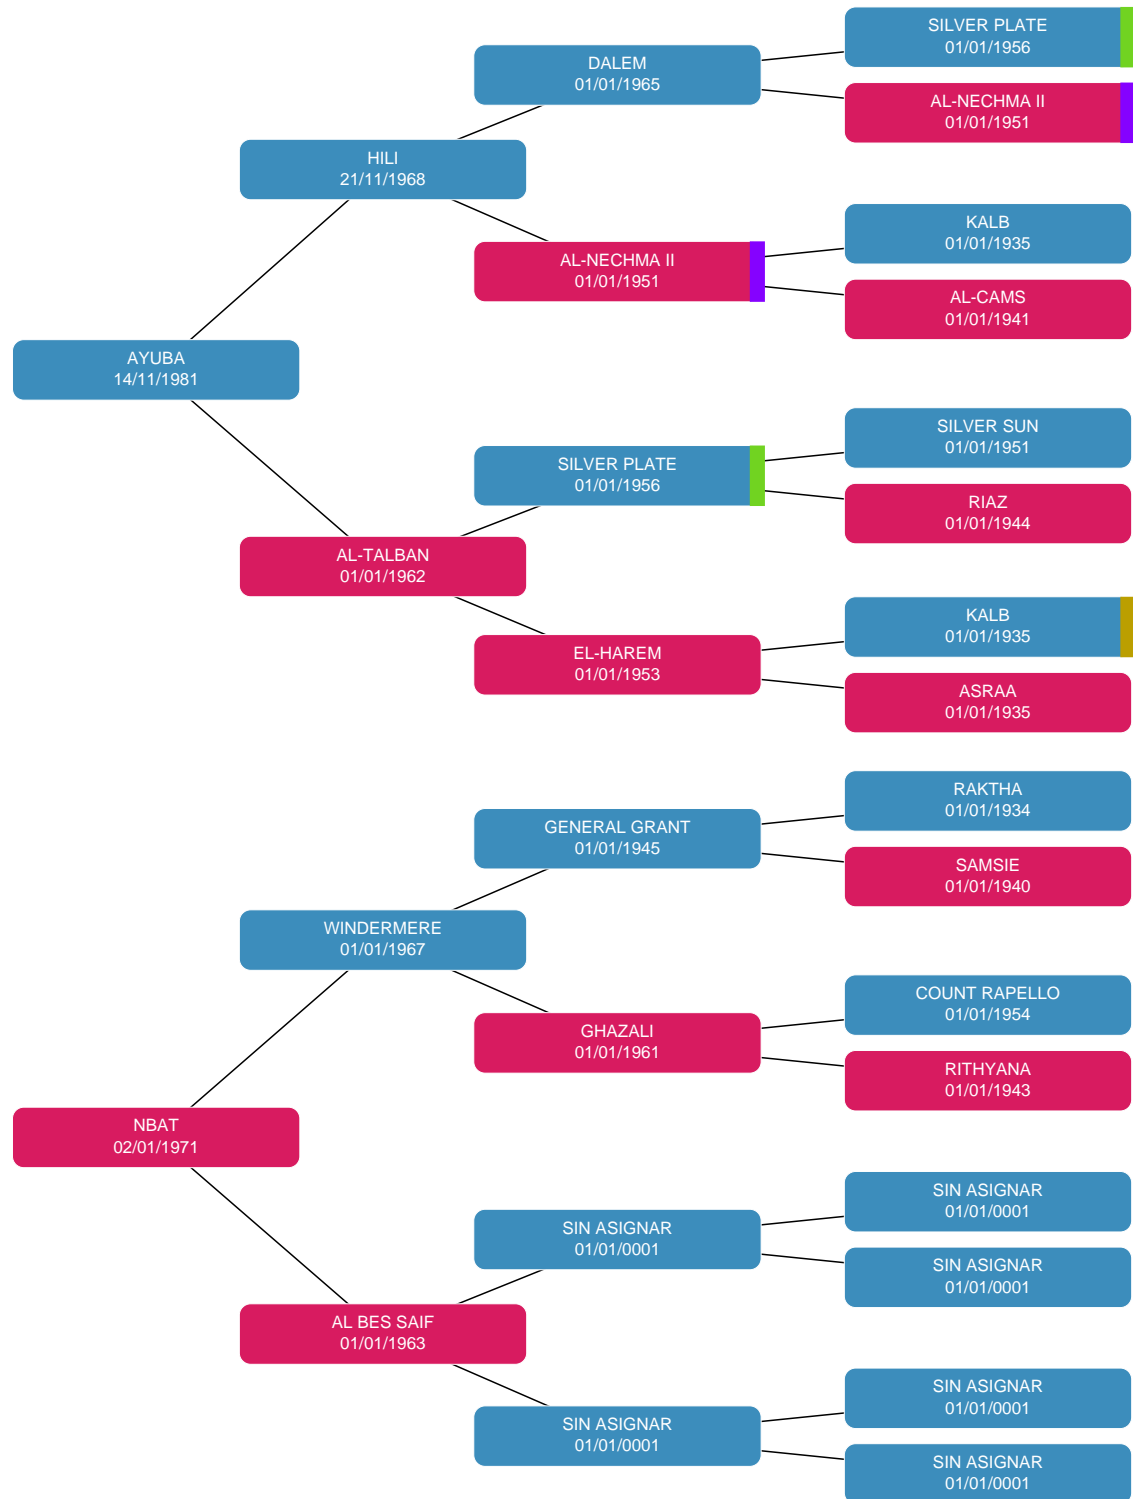 SILVER PLATE
01/01/1956
DALEM
01/01/1965
AL-NECHMA II
01/01/1951
HILI
21/11/1968
KALB
01/01/1935
AL-NECHMA II
01/01/1951
AL-CAMS
01/01/1941
AYUBA
14/11/1981
SILVER SUN
01/01/1951
SILVER PLATE
01/01/1956
RIAZ
01/01/1944
AL-TALBAN
01/01/1962
KALB
01/01/1935
EL-HAREM
01/01/1953
ASRAA
01/01/1935
RAKTHA
01/01/1934
GENERAL GRANT
01/01/1945
SAMSIE
01/01/1940
WINDERMERE
01/01/1967
COUNT RAPELLO
01/01/1954
GHAZALI
01/01/1961
RITHYANA
01/01/1943
NBAT
02/01/1971
SIN ASIGNAR
01/01/0001
SIN ASIGNAR
01/01/0001
SIN ASIGNAR
01/01/0001
AL BES SAIF
01/01/1963
SIN ASIGNAR
01/01/0001
SIN ASIGNAR
01/01/0001
SIN ASIGNAR
01/01/0001